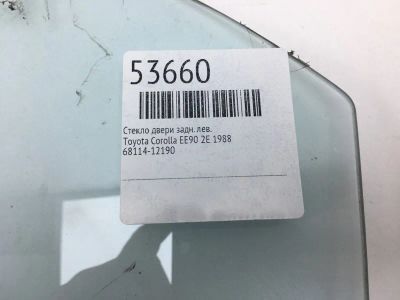 53660
Стекло двери задн. лев.
Toyota Corolla EE90 2E 1988
68114-12190